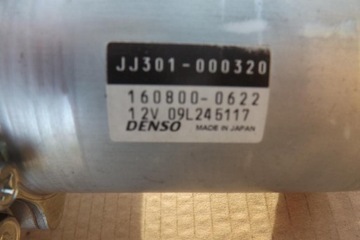 JJ301-000320
160800-0622
12V 09L245117
DENSO MADE IN JAPAN